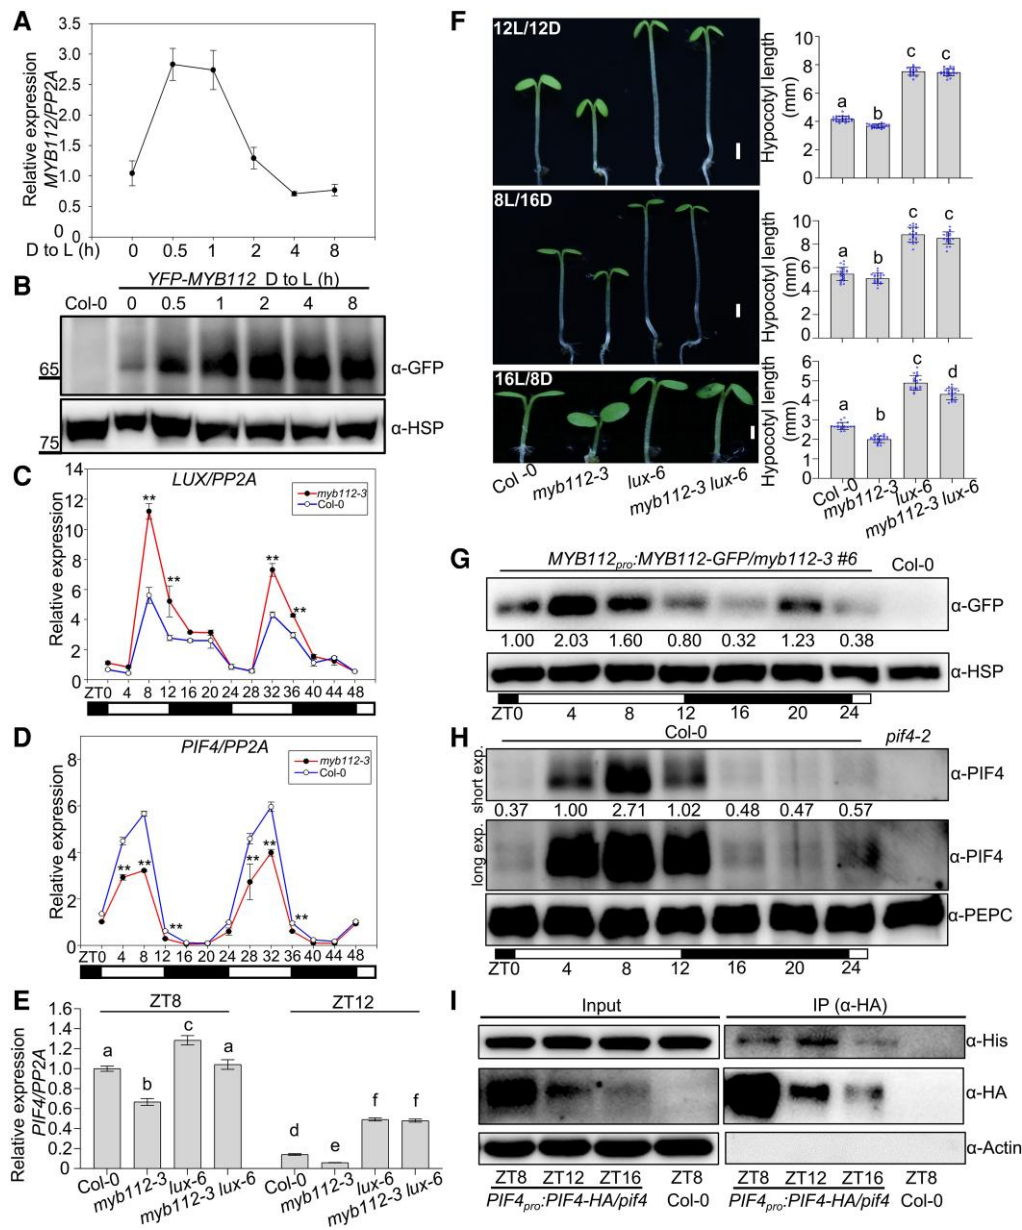 A
Relative expression
MYB112/PP2A
3.5
3.0
2.5
2.0
1.5
1.0
0.5
0
0
D to L (h)
0 0.5 1 2 4 8
B
YFP-MYB112 D to L (h)
Col-0 0 0.5 1 2 4 8
65
α-GFP
75
α-HSP
C
LUX/PP2A
myb112-3
Col-0
Relative expression
14
12
10
8
6
4
2
0
** ** ** **
ZT0 4 8 12 16 20 24 28 32 36 40 44 48
D
PIF4/PP2A
myb112-3
Col-0
Relative expression
8
6
4
2
0
** ** ** ** ** **
ZT0 4 8 12 16 20 24 28 32 36 40 44 48
E
ZT8 ZT12
Relative expression
PIF4/PP2A
1.6
1.4
1.2
1.0
0.8
0.6
0.4
0.2
0
a b c a d e f f
Col-0 myb112-3 lux-6 myb112-3 lux-6 Col-0 myb112-3 lux-6 myb112-3 lux-6
F
12L/12D
8L/16D
16L/8D
Col -0 myb112-3 lux-6 myb112-3 lux-6
Hypocotyl length
(mm)
10
8
6
4
2
0
a b c c
Hypocotyl length
(mm)
10
8
6
4
2
0
a b c c
Hypocotyl length
(mm)
6
5
4
3
2
1
0
a b c d
Col -0 myb112-3 lux-6 myb112-3 lux-6
G
MYB112pro:MYB112-GFP/myb112-3 #6 Col-0
α-GFP
1.00 2.03 1.60 0.80 0.32 1.23 0.38
α-HSP
ZT0 4 8 12 16 20 24
H
Col-0 pif4-2
short exp.
α-PIF4
0.37 1.00 2.71 1.02 0.48 0.47 0.57
long exp.
α-PIF4
α-PEPC
ZT0 4 8 12 16 20 24
I
Input IP (α-HA)
α-His
α-HA
α-Actin
ZT8 ZT12 ZT16 ZT8 ZT8 ZT12 ZT16 ZT8
PIF4pro:PIF4-HA/pif4 Col-0 PIF4pro:PIF4-HA/pif4 Col-0